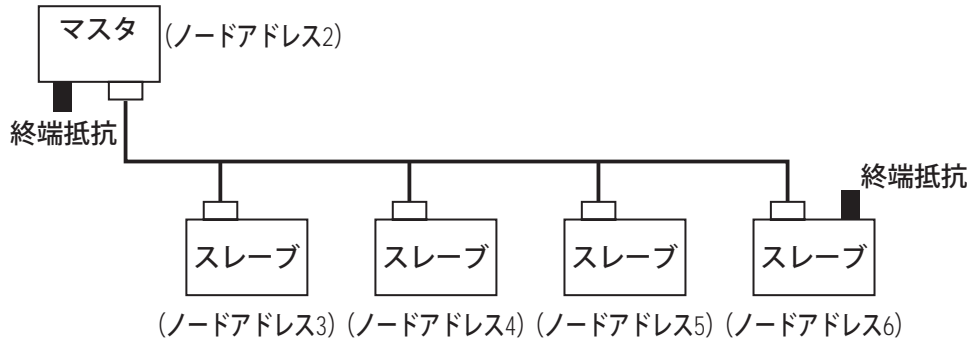 マスタ
(ノードアドレス2)
終端抵抗
終端抵抗
スレーブ
スレーブ
スレーブ
スレーブ
(ノードアドレス3)
(ノードアドレス4)
(ノードアドレス5)
(ノードアドレス6)